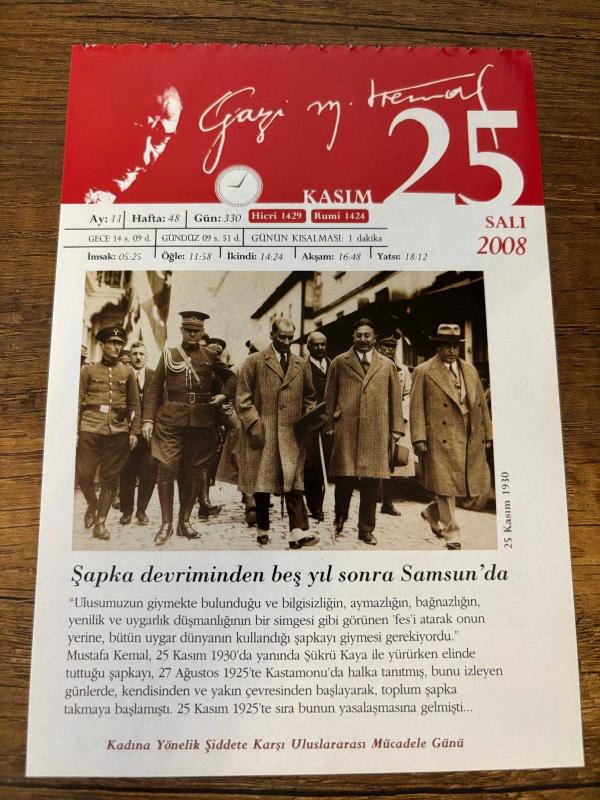 Gazi M. Kemal
25
KASIM
SALI
2008
Ay: 11 Hafta: 48 Gün: 330 Hicri 1429 Rumi 1424
GECE 14 s. 09 d. GÜNDÜZ 09 s. 51 d. GÜNÜN KISALMASI: 1 dakika
İmsak: 05:25 Öğle: 11:58 İkindi: 14:24 Akşam: 16:48 Yatsı: 18:12
25 Kasım 1930
Şapka devriminden beş yıl sonra Samsun'da
“Ulusumuzun giymekte bulunduğu ve bilgisizliğin, aymazlığın, bağnazlığın,
yenilik ve uygarlık düşmanlığının bir simgesi gibi görünen 'fes'i atarak onun
yerine, bütün uygar dünyanın kullandığı şapkayı giymesi gerekiyordu.”
Mustafa Kemal, 25 Kasım 1930'da yanında Şükrü Kaya ile yürürken elinde
tuttuğu şapkayı, 27 Ağustos 1925'te Kastamonu'da halka tanıtmış, bunu izleyen
günlerde, kendisinden ve yakın çevresinden başlayarak, toplum şapka
takmaya başlamıştı. 25 Kasım 1925'te sıra bunun yasalaşmasına gelmişti...
Kadına Yönelik Şiddete Karşı Uluslararası Mücadele Günü